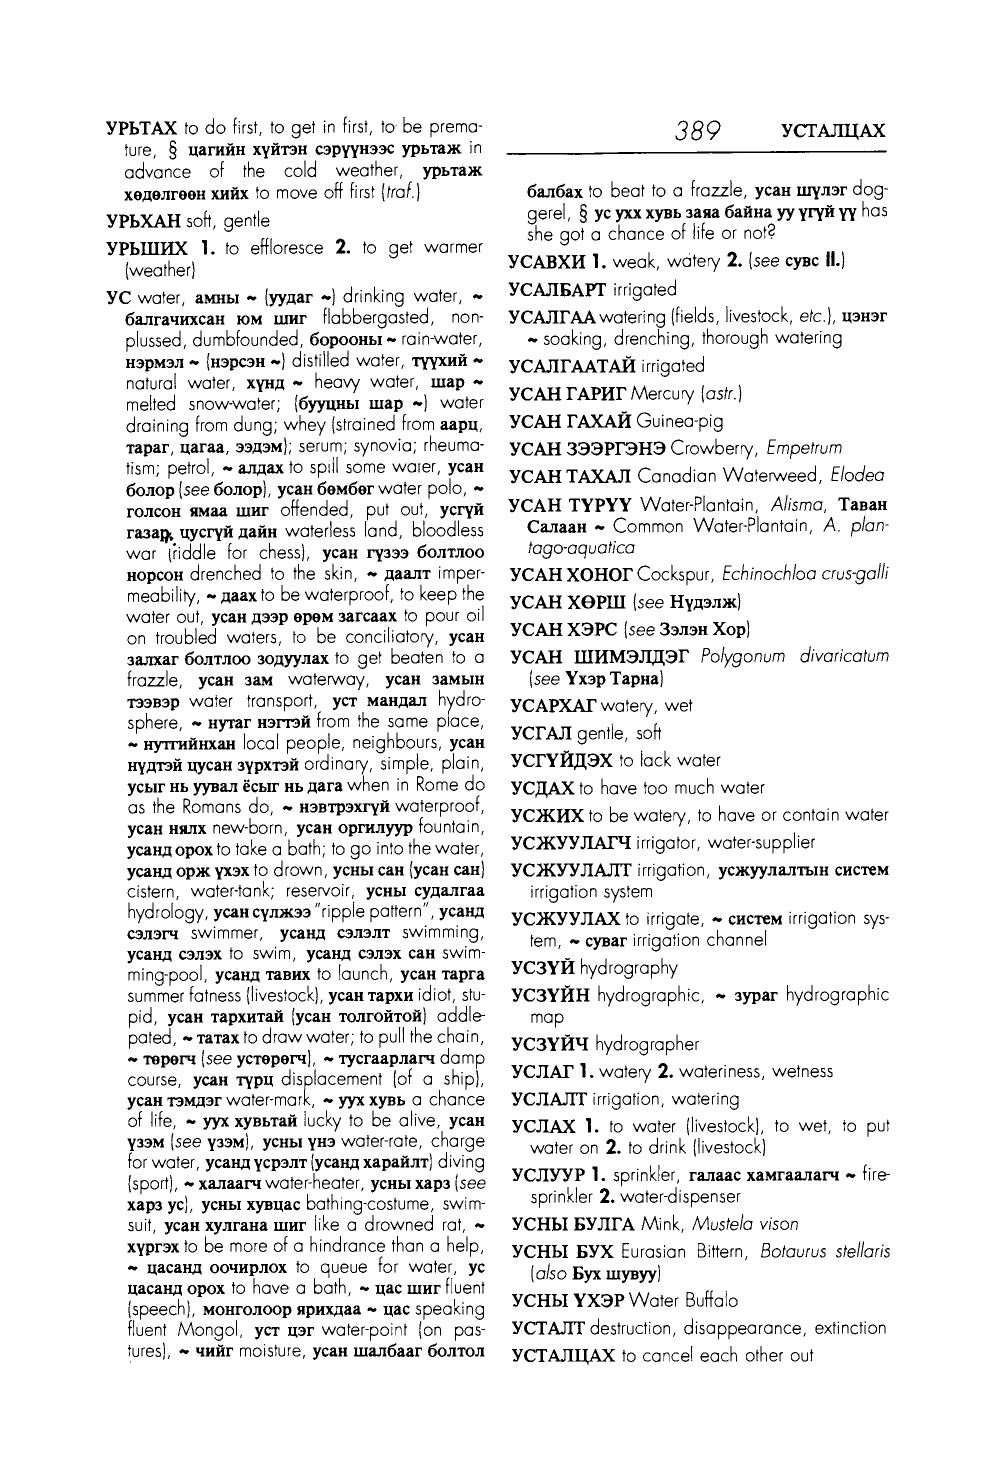 УРЬТАХ to do first, to get in first, to be prema-
ture, § цагийн хүйтэн сэрүүнээс урьтаж in
advance of the cold weather, урьтаж
хөдөлгөөн хийх to move off first (traf.)
УРЬХАН soft, gentle
УРЬШИХ 1. to effloresce 2. to get warmer
(weather)
УС water, амны ~ (уудаг ~) drinking water, ~
балгачихсан юм шиг flabbergasted, non-
plussed, dumbfounded, борооны ~ rain-water,
нэрмэл ~ (нэрсэн ~) distilled water, түүхий ~
natural water, хүнд ~ heavy water, шар ~
melted snow-water; (бууцны шар ~) water
draining from dung; whey (strained from аарц,
тараг, цагаа, ээдэм); serum; synovia; rheuma-
tism; petrol, ~ алдах to spill some water, усан
болор (see болор), усан бөмбөг water polo, ~
голсон ямаа шиг offended, put out, усгүй
газар, цусгүй дайн waterless land, bloodless
war (riddle for chess), усан гүзээ болтлоо
норсон drenched to the skin, ~ даалт imper-
meability, ~ даах to be waterproof, to keep the
water out, усан дээр өрөм загсаах to pour oil
on troubled waters, to be conciliatory, усан
залхаг болтлоо зодуулах to get beaten to a
frazzle, усан зам waterway, усан замын
тээвэр water transport, уст мандал hydro-
sphere, ~ нутаг нэгтэй from the same place,
~ нутгийнхан local people, neighbours, усан
нүдтэй цусан зүрхтэй ordinary, simple, plain,
усыг нь уувал ёсыг нь дага when in Rome do
as the Romans do, ~ нэвтрэхгүй waterproof,
усан нялх new-born, усан оргилуур fountain,
усанд орох to take a bath; to go into the water,
усанд орж үхэх to drown, усны сан (усан сан)
cistern, water-tank; reservoir, усны судалгаа
hydrology, усан сүлжээ "ripple pattern", усанд
сэлэгч swimmer, усанд сэлэлт swimming,
усанд сэлэх to swim, усанд сэлэх сан swim-
ming-pool, усанд тавих to launch, усан тарга
summer fatness (livestock), усан тархи idiot, stu-
pid, усан тархитай (усан толгойтой) addle-
pated, ~ татах to draw water; to pull the chain,
~ төрөгч (see устөрөгч), ~ тусгаарлагч damp
course, усан түрц displacement (of a ship),
усан тэмдэг water-mark, ~ уух хувь a chance
of life, ~ уух хувьтай lucky to be alive, усан
үзэм (see үзэм), усны үнэ water-rate, charge
for water, усанд үсрэлт (усанд харайлт) diving
(sport), ~ халаагч water-heater, усны харз (see
харз ус), усны хувцас bathing-costume, swim-
suit, усан хулгана шиг like a drowned rat, ~
хүргэх to be more of a hindrance than a help,
~ цасанд оочирлох to queue for water, ус
цасанд орох to have a bath, ~ цас шиг fluent
(speech), монголоор ярихдаа ~ цас speaking
fluent Mongol, уст цэг water-point (on pas-
tures), ~ чийг moisture, усан шалбааг болтол
389 УСТАЛЦАХ
балбах to beat to a frazzle, усан шүлэг dog-
gerel, § ус ухх хувь заяа байна уу үгүй үү has
she got a chance of life or not?
УСАВХИ 1. weak, watery 2. (see сувс II.)
УСАЛБАРТ irrigated
УСАЛГАА watering (fields, livestock, etc.), цэнэг
~ soaking, drenching, thorough watering
УСАЛГААТАЙ irrigated
УСАН ГАРИГ Mercury (astr.)
УСАН ГАХАЙ Guinea-pig
УСАН ЗЭЭРГЭНЭ Crowberry, Empetrum
УСАН ТАХАЛ Canadian Waterweed, Elodea
УСАН ТҮРҮҮ Water-Plantain, Alisma, Таван
Салаан ~ Common Water-Plantain, A. plan-
tago-aquatica
УСАН ХОНОГ Cockspur, Echinochloa crus-galli
УСАН ХӨРШ (see Нүдэлж)
УСАН ХЭРС (see Зэлэн Хор)
УСАН ШИМЭЛДЭГ Polygonum divaricatum
(see Үхэр Тарна)
УСАРХАГ watery, wet
УСГАЛ gentle, soft
УСГҮЙДЭХ to lack water
УСДАХ to have too much water
УСЖИХ to be watery, to have or contain water
УСЖУУЛАГЧ irrigator, water-supplier
УСЖУУЛАЛТ irrigation, усжуулалтын систем
irrigation system
УСЖУУЛАХ to irrigate, ~ систем irrigation sys-
tem, ~ суваг irrigation channel
УСЗҮЙ hydrography
УСЗҮЙН hydrographic, ~ зураг hydrographic
map
УСЗҮЙЧ hydrographer
УСЛАГ 1. watery 2. wateriness, wetness
УСЛАЛТ irrigation, watering
УСЛАХ 1. to water (livestock), to wet, to put
water on 2. to drink (livestock)
УСЛУУР 1. sprinkler, галаас хамгаалагч ~ fire-
sprinkler 2. water-dispenser
УСНЫ БУЛГА Mink, Mustela vison
УСНЫ БУХ Eurasian Bittern, Botaurus stellaris
(also Бух шувуу)
УСНЫ ҮХЭР Water Buffalo
УСТАЛТ destruction, disappearance, extinction
УСТАЛЦАХ to cancel each other out